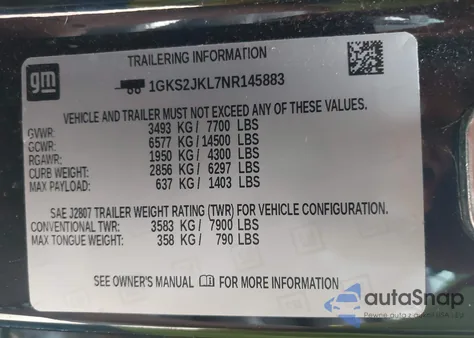 gm
TRAILERING INFORMATION
1GKS2JKL7NR145883
VEHICLE AND TRAILER MUST NOT EXCEED ANY OF THESE VALUES.
GVWR: 3493 KG / 7700 LBS
GCWR: 6577 KG / 14500 LBS
RGAWR: 1950 KG / 4300 LBS
CURB WEIGHT: 2856 KG / 6297 LBS
MAX PAYLOAD: 637 KG / 1403 LBS
SAE J2807 TRAILER WEIGHT RATING (TWR) FOR VEHICLE CONFIGURATION.
CONVENTIONAL TWR: 3583 KG / 7900 LBS
MAX TONGUE WEIGHT: 358 KG / 790 LBS
SEE OWNER'S MANUAL FOR MORE INFORMATION
autoSnap
Pewne auta z